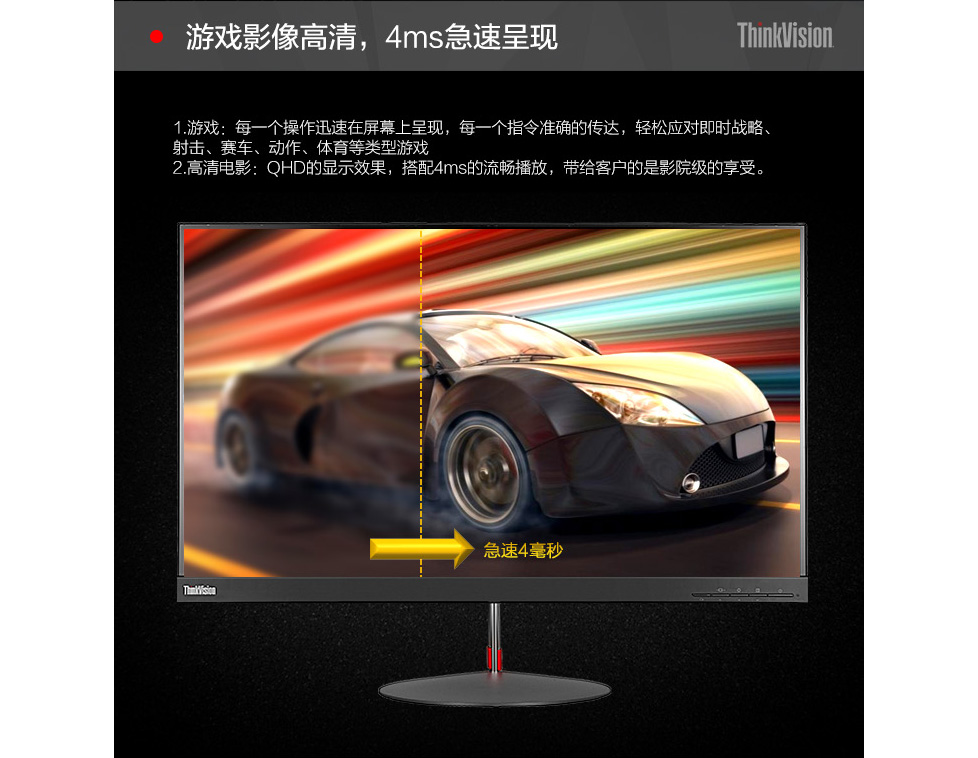 游戏影像高清，4ms急速呈现
ThinkVision
1.游戏：每一个操作迅速在屏幕上呈现，每一个指令准确的传达，轻松应对即时战略、
射击、赛车、动作、体育等类型游戏
2.高清电影：QHD的显示效果，搭配4ms的流畅播放，带给客户的是影院级的享受。
急速4毫秒
ThinkVision